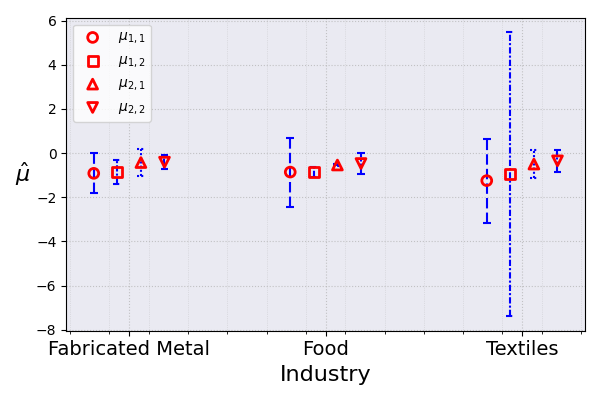 6
4
2
0
−2
−4
−6
−8
μ̂
μ1,1
μ1,2
μ2,1
μ2,2
Fabricated Metal Food Textiles
Industry